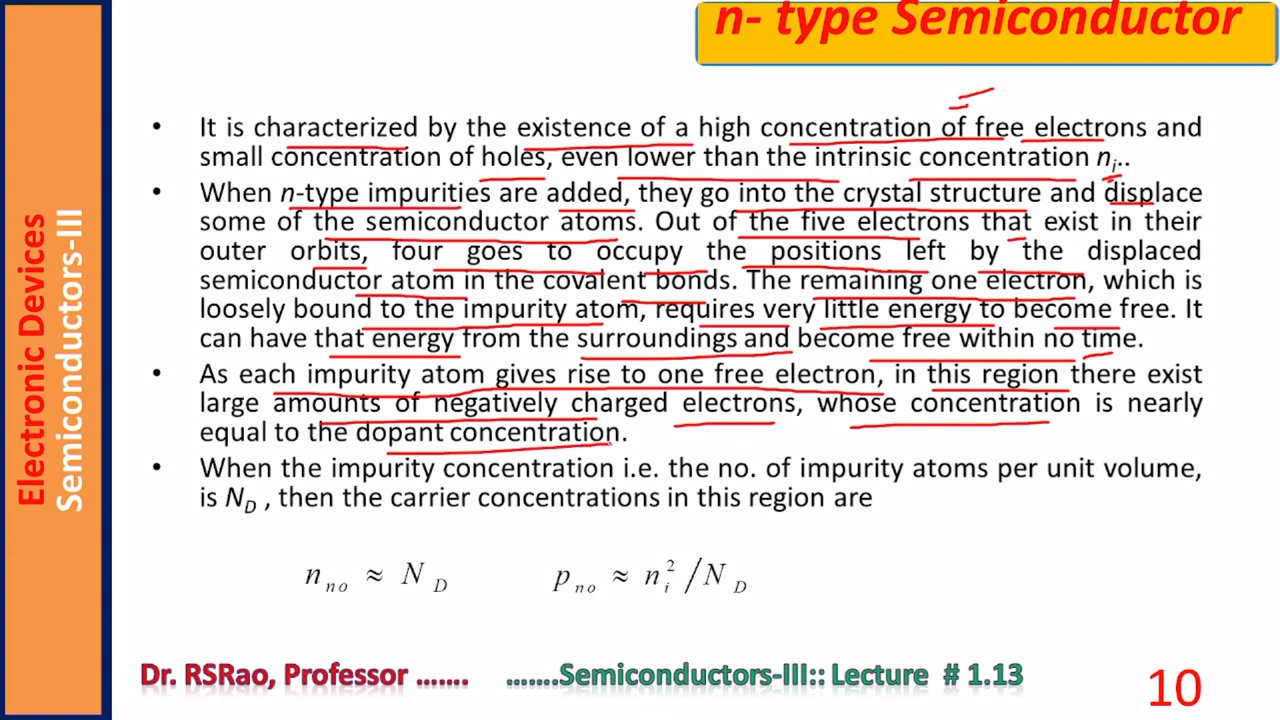 n- type Semiconductor
Electronic Devices
Semiconductors-III
• It is characterized by the existence of a high concentration of free electrons and
small concentration of holes, even lower than the intrinsic concentration nᵢ..
• When n-type impurities are added, they go into the crystal structure and displace
some of the semiconductor atoms. Out of the five electrons that exist in their
outer orbits, four goes to occupy the positions left by the displaced
semiconductor atom in the covalent bonds. The remaining one electron, which is
loosely bound to the impurity atom, requires very little energy to become free. It
can have that energy from the surroundings and become free within no time.
• As each impurity atom gives rise to one free electron, in this region there exist
large amounts of negatively charged electrons, whose concentration is nearly
equal to the dopant concentration.
• When the impurity concentration i.e. the no. of impurity atoms per unit volume,
is N_D , then the carrier concentrations in this region are
n_no ≈ N_D p_no ≈ n_i^2 / N_D
Dr. RSRao, Professor ....... .......Semiconductors-III:: Lecture # 1.13
10